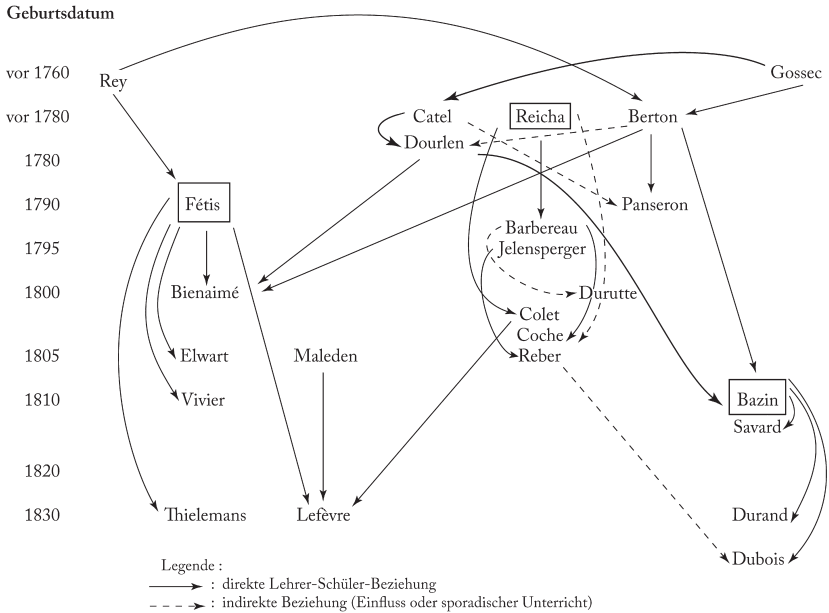 Geburtsdatum
vor 1760 Rey Gossec
vor 1780 Catel Reicha Berton
Dourlen
1780
1790 Fétis Panseron
Barbereau
1795 Jelensperger
1800 Bienaimé Durutte
Colet
Coche
1805 Elwart Maleden Reber
1810 Vivier Bazin
Savard
1820
1830 Thielemans Lefèvre Durand
Dubois
Legende :
: direkte Lehrer-Schüler-Beziehung
: indirekte Beziehung (Einfluss oder sporadischer Unterricht)